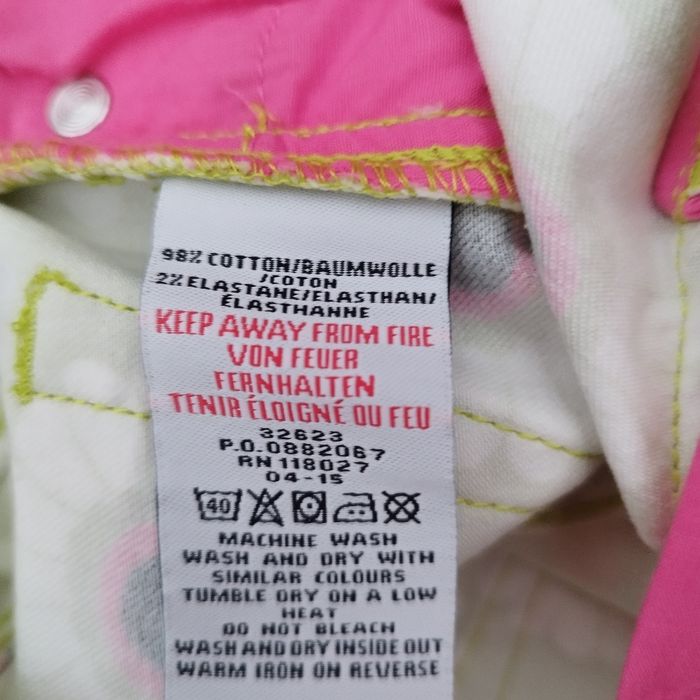 98% COTTON/BAUMWOLLE
/COTON
2% ELASTANE/ELASTHAN/
ÉLASTHANNE
KEEP AWAY FROM FIRE
VON FEUER
FERNHALTEN
TENIR ÉLOIGNÉ DU FEU
32623
P.O.0882067
RN 118027
04-15
40
MACHINE WASH
WASH AND DRY WITH
SIMILAR COLOURS
TUMBLE DRY ON A LOW
HEAT
DO NOT BLEACH
WASH AND DRY INSIDE OUT
WARM IRON ON REVERSE